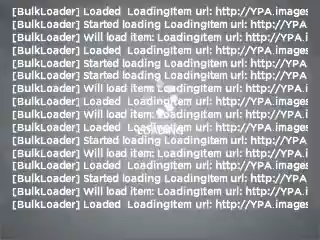 [BulkLoader] Loaded LoadingItem url: http://YPA.images
[BulkLoader] Started loading LoadingItem url: http://YPA
[BulkLoader] Will load item: LoadingItem url: http://YPA.i
[BulkLoader] Loaded LoadingItem url: http://YPA.images
[BulkLoader] Started loading LoadingItem url: http://YPA
[BulkLoader] Started loading LoadingItem url: http://YPA
[BulkLoader] Will load item: LoadingItem url: http://YPA.i
[BulkLoader] Loaded LoadingItem url: http://YPA.images
[BulkLoader] Will load item: LoadingItem url: http://YPA.i
[BulkLoader] Loaded LoadingItem url: http://YPA.images
LOADING
[BulkLoader] Started loading LoadingItem url: http://YPA
[BulkLoader] Will load item: LoadingItem url: http://YPA.i
[BulkLoader] Loaded LoadingItem url: http://YPA.images
[BulkLoader] Started loading LoadingItem url: http://YPA
[BulkLoader] Will load item: LoadingItem url: http://YPA.i
[BulkLoader] Loaded LoadingItem url: http://YPA.images